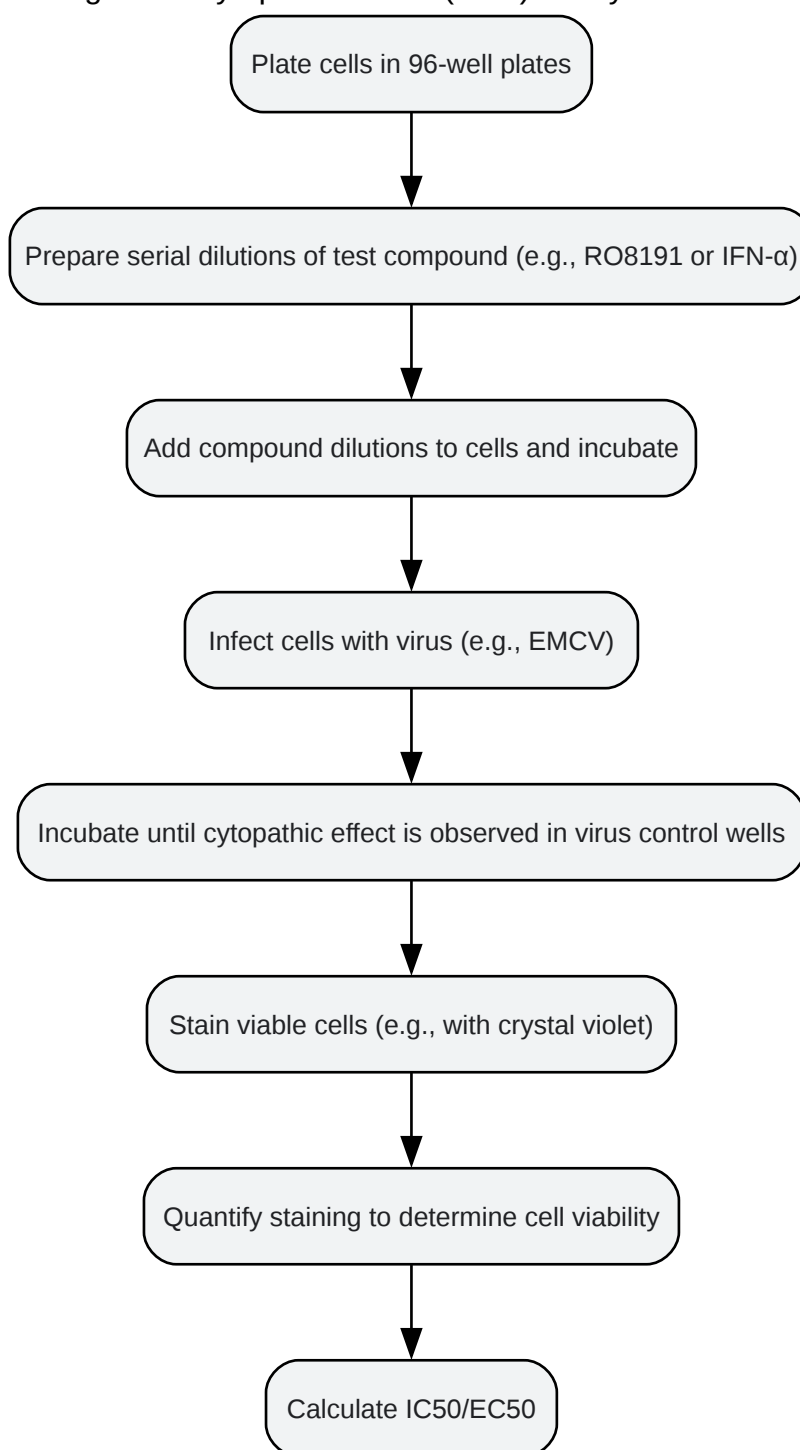 Plate cells in 96-well plates
Prepare serial dilutions of test compound (e.g., RO8191 or IFN-α)
Add compound dilutions to cells and incubate
Infect cells with virus (e.g., EMCV)
Incubate until cytopathic effect is observed in virus control wells
Stain viable cells (e.g., with crystal violet)
Quantify staining to determine cell viability
Calculate IC50/EC50